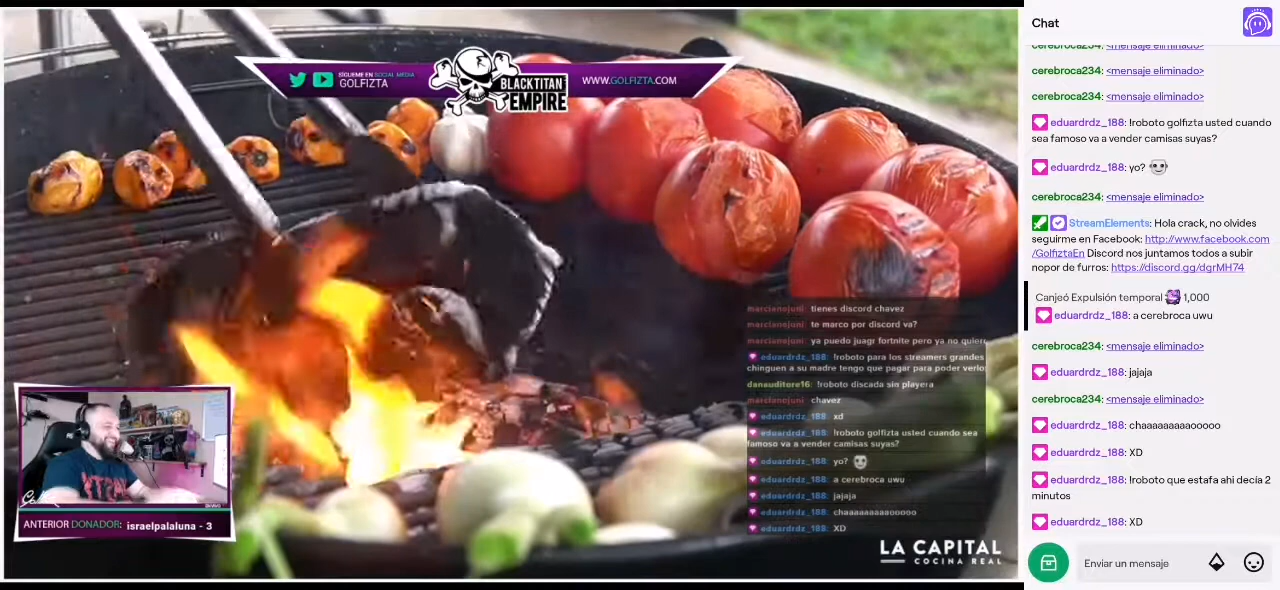 SÍGUEME EN SOCIAL MEDIA
GOLFIZTA
BLACKTITAN
EMPIRE
WWW.GOLFIZTA.COM
marcianojuni: tienes discord chavez
marcianojuni: te marco por discord va?
marcianojuni: ya puedo juagr fortnite pero ya no quiero
eduardrdz_188: !roboto para los streamers grandes
chinguen a su madre tengo que pagar para poder verlos
danauditore16: !roboto discada sin playera
marcianojuni: chavez
eduardrdz_188: xd
eduardrdz_188: !roboto golfizta usted cuando sea
famoso va a vender camisas suyas?
eduardrdz_188: yo?
eduardrdz_188: a cerebroca uwu
eduardrdz_188: jajaja
eduardrdz_188: chaaaaaaaaaooooo
eduardrdz_188: XD
ANTERIOR DONADOR: israelpalaluna - 3
LA CAPITAL
COCINA REAL
Chat
cerebroca234: <mensaje eliminado>
cerebroca234: <mensaje eliminado>
cerebroca234: <mensaje eliminado>
eduardrdz_188: !roboto golfizta usted cuando
sea famoso va a vender camisas suyas?
eduardrdz_188: yo?
cerebroca234: <mensaje eliminado>
StreamElements: Hola crack, no olvides
seguirme en Facebook: http://www.facebook.com
/GolfiztaEn Discord nos juntamos todos a subir
nopor de furros: https://discord.gg/dgrMH74
Canjeó Expulsión temporal 1,000
eduardrdz_188: a cerebroca uwu
cerebroca234: <mensaje eliminado>
eduardrdz_188: jajaja
cerebroca234: <mensaje eliminado>
eduardrdz_188: chaaaaaaaaaooooo
eduardrdz_188: XD
eduardrdz_188: !roboto que estafa ahi decía 2
minutos
eduardrdz_188: XD
Enviar un mensaje